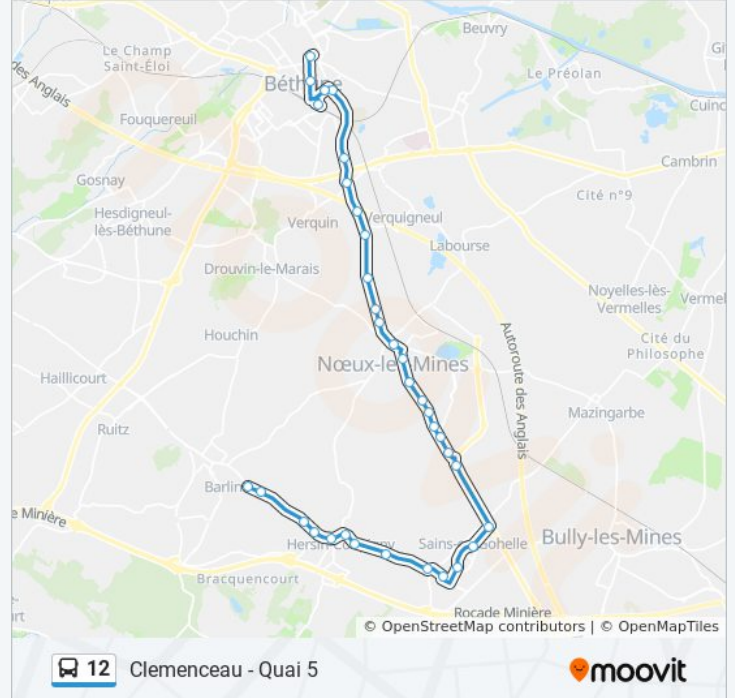 Beuvry
Le Champ
Saint-Éloi
des Anglais
Béthune
Le Préolan
Fouquereuil
Cambrin
Gosnay
Cité n°9
Hesdigneul-
lès-Béthune
Verquin
Verquigneul
Labourse
Drouvin-le-Marais
Noyelles-lès-
Vermelles
Vermel
Houchin
Cité du
Philosophe
Autoroute des Anglais
Nœux-les-Mines
Haillicourt
Mazingarbe
Ruitz
Barlin
e Minière
Hersin-Coupigny
Sains-en-Gohelle
Bully-les-Mines
Bracquencourt
Rocade Minière
© OpenStreetMap contributors | © OpenMapTiles
12 Clemenceau - Quai 5
moovit